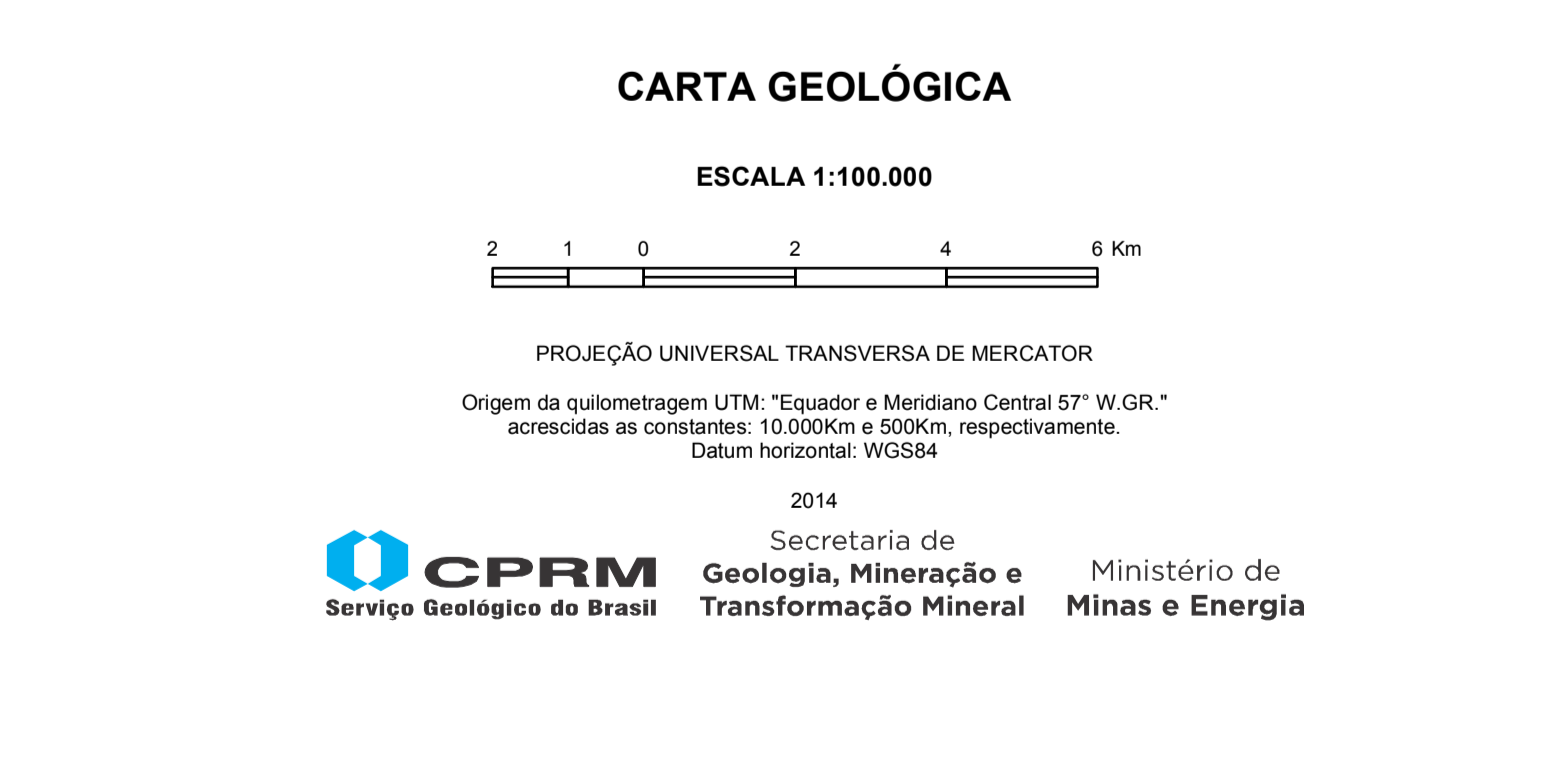 CARTA GEOLÓGICA
ESCALA 1:100.000
2 1 0 2 4 6 Km
PROJEÇÃO UNIVERSAL TRANSVERSA DE MERCATOR
Origem da quilometragem UTM: "Equador e Meridiano Central 57° W.GR."
acrescidas as constantes: 10.000Km e 500Km, respectivamente.
Datum horizontal: WGS84
2014
CPRM
Serviço Geológico do Brasil
Secretaria de
Geologia, Mineração e
Transformação Mineral
Ministério de
Minas e Energia